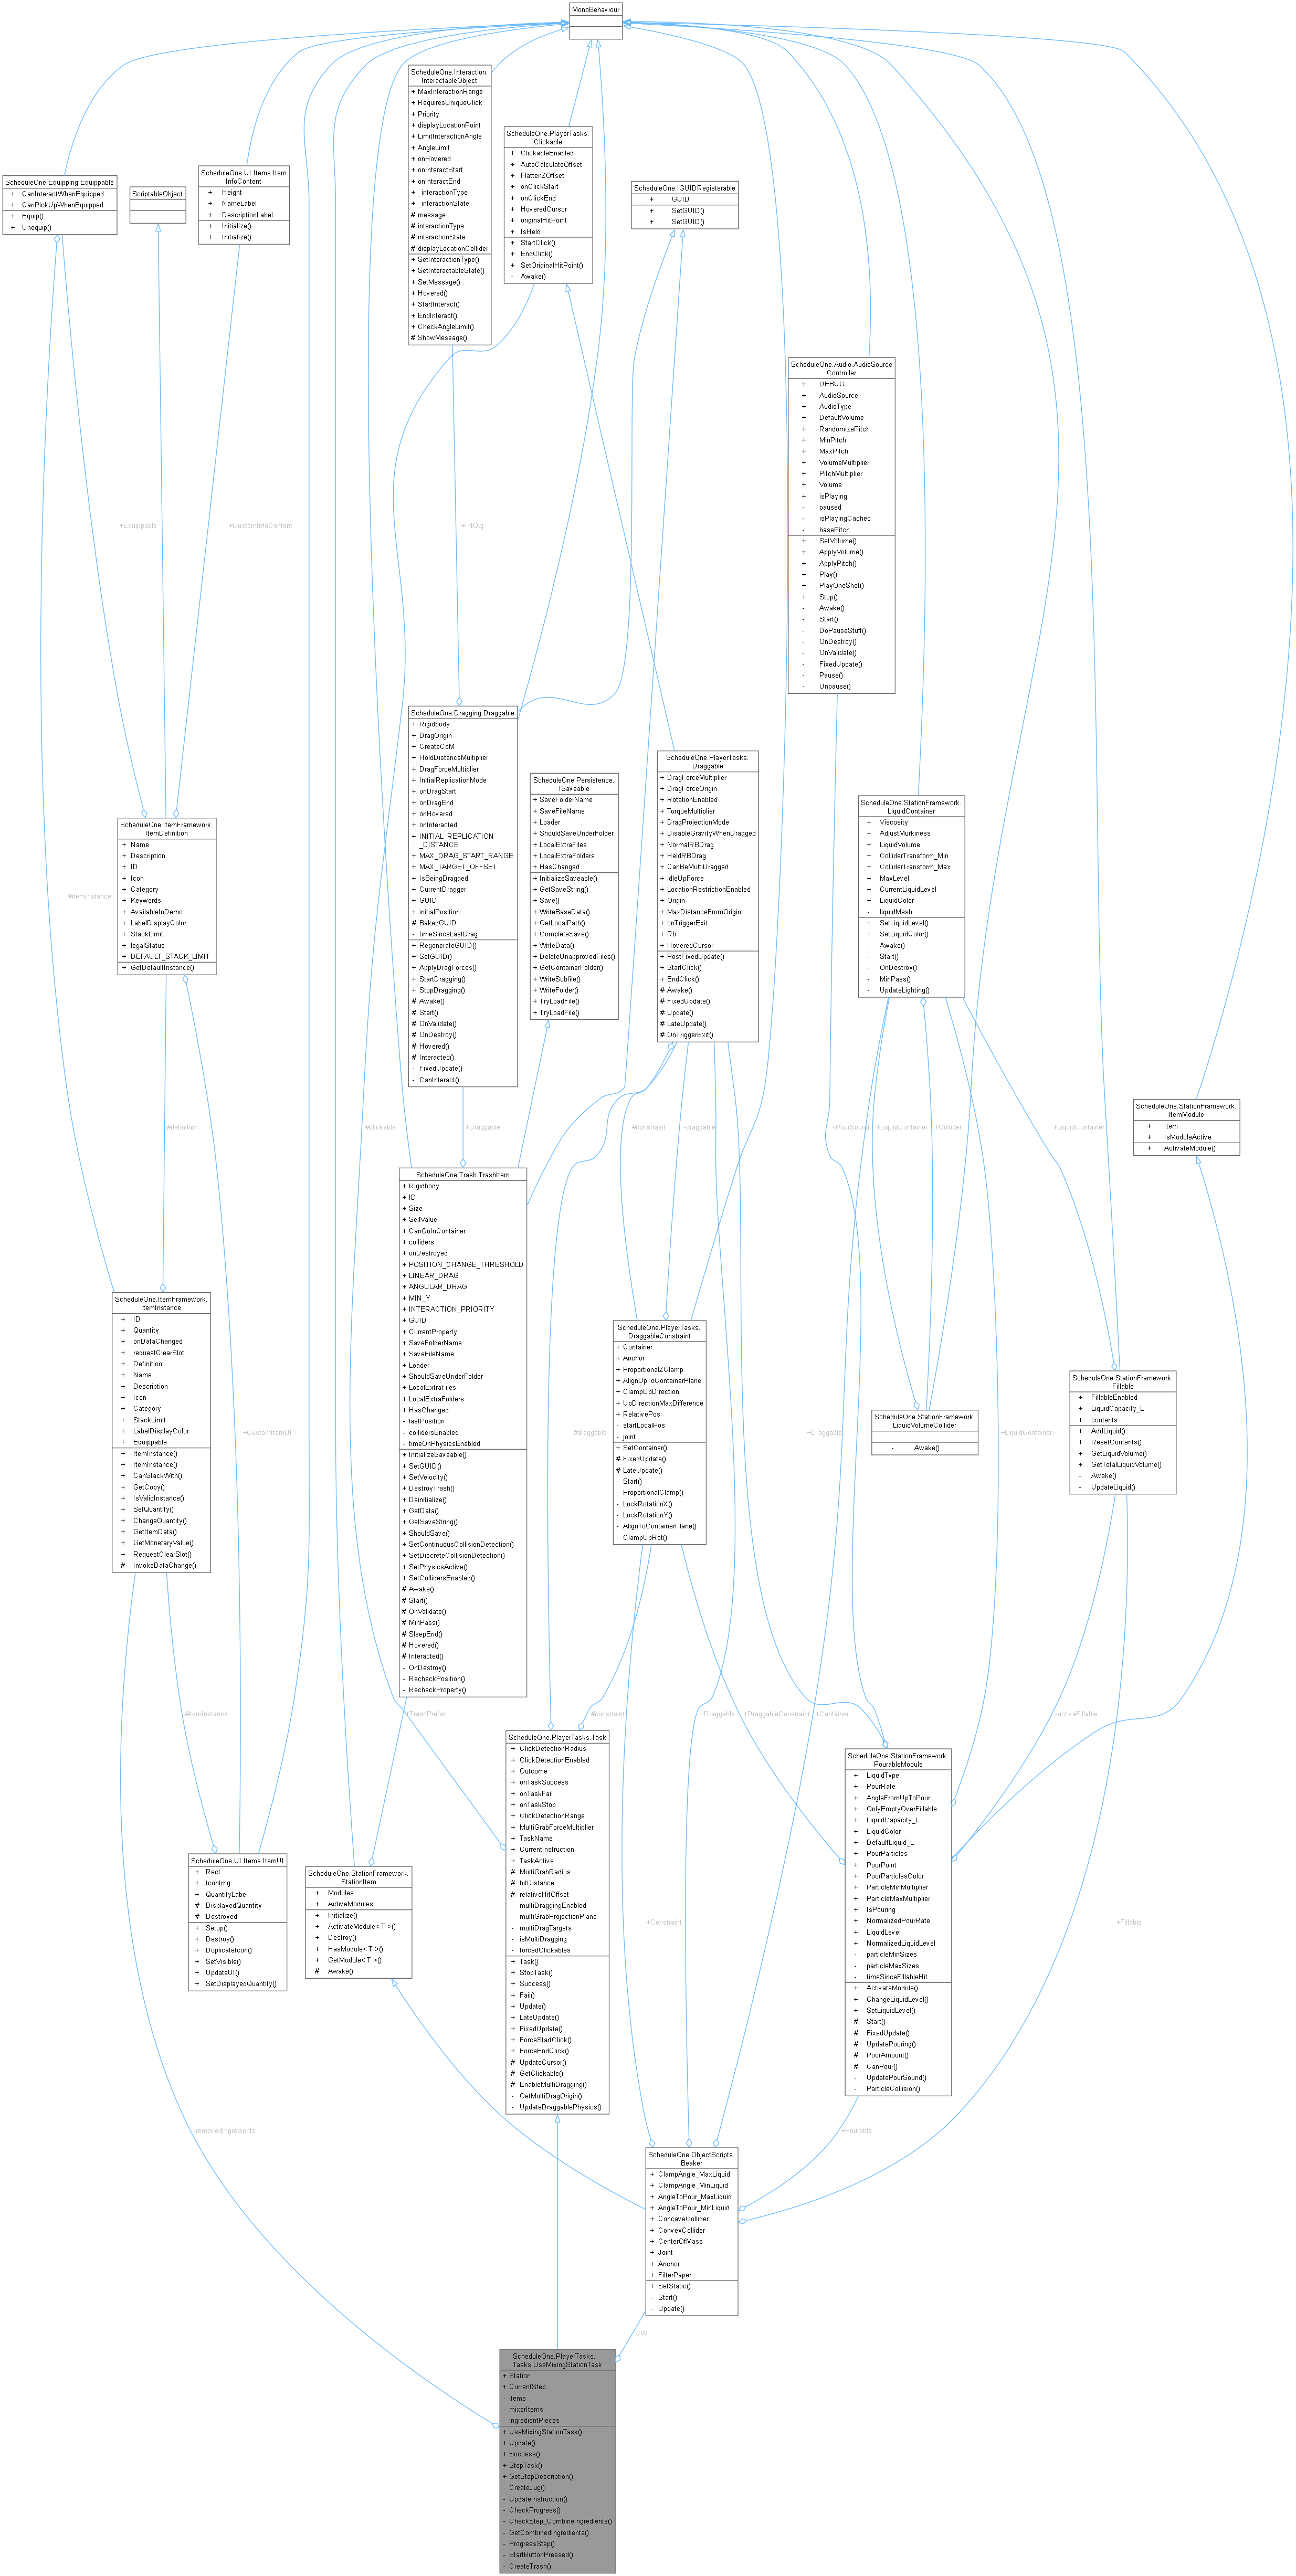 MonoBehaviour
ScheduleOne.Interaction.
InteractableObject
+ MaxInteractionRange
+ RequiresUniqueClick
+ Priority
+ displayLocationPoint
+ LimitInteractionAngle
+ AngleLimit
+ onHovered
+ onInteractStart
+ onInteractEnd
+ _interactionType
+ _interactionState
# message
# interactionType
# interactionState
# displayLocationCollider
+ SetInteractionType()
+ SetInteractableState()
+ SetMessage()
+ Hovered()
+ StartInteract()
+ EndInteract()
+ CheckAngleLimit()
# ShowMessage()
ScheduleOne.PlayerTasks.
Clickable
+ ClickableEnabled
+ AutoCalculateOffset
+ FlattenZOffset
+ onClickStart
+ onClickEnd
+ HoveredCursor
+ originalHitPoint
+ IsHeld
+ StartClick()
+ EndClick()
+ SetOriginalHitPoint()
- Awake()
ScheduleOne.Equipping.Equippable
+ CanInteractWhenEquipped
+ CanPickUpWhenEquipped
+ Equip()
+ Unequip()
ScriptableObject
ScheduleOne.UI.Items.Item
InfoContent
+ Height
+ NameLabel
+ DescriptionLabel
+ Initialize()
+ Initialize()
ScheduleOne.IGUIDRegisterable
+ GUID
+ SetGUID()
+ SetGUID()
ScheduleOne.Audio.AudioSource
Controller
+ DEBUG
+ AudioSource
+ AudioType
+ DefaultVolume
+ RandomizePitch
+ MinPitch
+ MaxPitch
+ VolumeMultiplier
+ PitchMultiplier
+ Volume
+ isPlaying
- paused
- isPlayingCached
- basePitch
+ SetVolume()
+ ApplyVolume()
+ ApplyPitch()
+ Play()
+ PlayOneShot()
+ Stop()
- Awake()
- Start()
- DoPauseStuff()
- OnDestroy()
- OnValidate()
- FixedUpdate()
- Pause()
- Unpause()
+Equippable
+CustomInfoContent
+IntObj
ScheduleOne.Dragging.Draggable
+ Rigidbody
+ DragOrigin
+ CreateCoM
+ HoldDistanceMultiplier
+ DragForceMultiplier
+ InitialReplicationMode
+ onDragStart
+ onDragEnd
+ onHovered
+ onInteracted
+ INITIAL_REPLICATION
_DISTANCE
+ MAX_DRAG_START_RANGE
+ MAX_TARGET_OFFSET
+ IsBeingDragged
+ CurrentDragger
+ GUID
+ initialPosition
# BakedGUID
- timeSinceLastDrag
+ RegenerateGUID()
+ SetGUID()
+ ApplyDragForces()
+ StartDragging()
+ StopDragging()
# Awake()
# Start()
# OnValidate()
# OnDestroy()
# Hovered()
# Interacted()
- FixedUpdate()
- CanInteract()
ScheduleOne.Persistence.
ISaveable
+ SaveFolderName
+ SaveFileName
+ Loader
+ ShouldSaveUnderFolder
+ LocalExtraFiles
+ LocalExtraFolders
+ HasChanged
+ InitializeSaveable()
+ GetSaveString()
+ Save()
+ WriteBaseData()
+ GetLocalPath()
+ CompleteSave()
+ WriteData()
+ DeleteUnapprovedFiles()
+ GetContainerFolder()
+ WriteSubfile()
+ WriteFolder()
+ TryLoadFile()
+ TryLoadFile()
ScheduleOne.PlayerTasks.
Draggable
+ DragForceMultiplier
+ DragForceOrigin
+ RotationEnabled
+ TorqueMultiplier
+ DragProjectionMode
+ DisableGravityWhenDragged
+ NormalRBDrag
+ HeldRBDrag
+ CanBeMultiDragged
+ idleUpForce
+ LocationRestrictionEnabled
+ Origin
+ MaxDistanceFromOrigin
+ onTriggerExit
+ Rb
+ HoveredCursor
+ PostFixedUpdate()
+ StartClick()
+ EndClick()
# Awake()
# FixedUpdate()
# Update()
# LateUpdate()
# OnTriggerExit()
ScheduleOne.StationFramework.
LiquidContainer
+ Viscosity
+ AdjustMurkiness
+ LiquidVolume
+ ColliderTransform_Min
+ ColliderTransform_Max
+ MaxLevel
+ CurrentLiquidLevel
+ LiquidColor
- liquidMesh
+ SetLiquidLevel()
+ SetLiquidColor()
- Awake()
- Start()
- OnDestroy()
- MinPass()
- UpdateLighting()
ScheduleOne.ItemFramework.
ItemDefinition
+ Name
+ Description
+ ID
+ Icon
+ Category
+ Keywords
+ AvailableInDemo
+ LabelDisplayColor
+ StackLimit
+ legalStatus
+ DEFAULT_STACK_LIMIT
+ GetDefaultInstance()
#itemInstance
#definition
#clickable
+Draggable
#constraint
-draggable
+PourSound
+LiquidContainer
+Collider
+LiquidContainer
ScheduleOne.StationFramework.
ItemModule
+ Item
+ IsModuleActive
+ ActivateModule()
ScheduleOne.Trash.TrashItem
+ Rigidbody
+ ID
+ Size
+ SellValue
+ CanGoInContainer
+ colliders
+ onDestroyed
+ POSITION_CHANGE_THRESHOLD
+ LINEAR_DRAG
+ ANGULAR_DRAG
+ MIN_Y
+ INTERACTION_PRIORITY
+ GUID
+ CurrentProperty
+ SaveFolderName
+ SaveFileName
+ Loader
+ ShouldSaveUnderFolder
+ LocalExtraFiles
+ LocalExtraFolders
+ HasChanged
- lastPosition
- collidersEnabled
- timeOnPhysicsEnabled
+ InitializeSaveable()
+ SetGUID()
+ SetVelocity()
+ DestroyTrash()
+ Deinitialize()
+ GetData()
+ GetSaveString()
+ ShouldSave()
+ SetContinuousCollisionDetection()
+ SetDiscreteCollisionDetection()
+ SetPhysicsActive()
+ SetCollidersEnabled()
# Awake()
# Start()
# OnValidate()
# MinPass()
# SleepEnd()
# Hovered()
# Interacted()
- OnDestroy()
- RecheckPosition()
- RecheckProperty()
ScheduleOne.ItemFramework.
ItemInstance
+ ID
+ Quantity
+ onDataChanged
+ requestClearSlot
+ Definition
+ Name
+ Description
+ Icon
+ Category
+ StackLimit
+ LabelDisplayColor
+ Equippable
+ ItemInstance()
+ ItemInstance()
+ CanStackWith()
+ GetCopy()
+ IsValidInstance()
+ SetQuantity()
+ ChangeQuantity()
+ GetItemData()
+ GetMonetaryValue()
+ RequestClearSlot()
# InvokeDataChange()
ScheduleOne.PlayerTasks.
DraggableConstraint
+ Container
+ Anchor
+ ProportionalZClamp
+ AlignUpToContainerPlane
+ ClampUpDirection
+ UpDirectionMaxDifference
+ RelativePos
- startLocalPos
- joint
+ SetContainer()
# FixedUpdate()
# LateUpdate()
- Start()
- ProportionalClamp()
- LockRotationX()
- LockRotationY()
- AlignToContainerPlane()
- ClampUpRot()
ScheduleOne.StationFramework.
LiquidVolumeCollider
- Awake()
ScheduleOne.StationFramework.
Fillable
+ FillableEnabled
+ LiquidCapacity_L
+ contents
+ AddLiquid()
+ ResetContents()
+ GetLiquidVolume()
+ GetTotalLiquidVolume()
- Awake()
- UpdateLiquid()
+CustomItemUI
#draggable
+Draggable
+LiquidContainer
#itemInstance
+TrashPrefab
#constraint
+Draggable
+DraggableConstraint
+Container
-activeFillable
ScheduleOne.PlayerTasks.Task
+ ClickDetectionRadius
+ ClickDetectionEnabled
+ Outcome
+ onTaskSuccess
+ onTaskFail
+ onTaskStop
+ ClickDetectionRange
+ MultiGrabForceMultiplier
+ TaskName
+ CurrentInstruction
+ TaskActive
# MultiGrabRadius
# hitDistance
# relativeHitOffset
- multiDraggingEnabled
- multiGrabProjectionPlane
- multiDragTargets
- isMultiDragging
- forcedClickables
+ Task()
+ StopTask()
+ Success()
+ Fail()
+ Update()
+ LateUpdate()
+ FixedUpdate()
+ ForceStartClick()
+ ForceEndClick()
# UpdateCursor()
# GetClickable()
# EnableMultiDragging()
- GetMultiDragOrigin()
- UpdateDraggablePhysics()
ScheduleOne.StationFramework.
PourableModule
+ LiquidType
+ PourRate
+ AngleFromUpToPour
+ OnlyEmptyOverFillable
+ LiquidCapacity_L
+ LiquidColor
+ DefaultLiquid_L
+ PourParticles
+ PourPoint
+ PourParticlesColor
+ ParticleMinMultiplier
+ ParticleMaxMultiplier
+ IsPouring
+ NormalizedPourRate
+ LiquidLevel
+ NormalizedLiquidLevel
- particleMinSizes
- particleMaxSizes
- timeSinceFillableHit
+ ActivateModule()
+ ChangeLiquidLevel()
+ SetLiquidLevel()
# Start()
# FixedUpdate()
# UpdatePouring()
# PourAmount()
# CanPour()
- UpdatePourSound()
- ParticleCollision()
ScheduleOne.UI.Items.ItemUI
+ Rect
+ IconImg
+ QuantityLabel
# DisplayedQuantity
# Destroyed
+ Setup()
+ Destroy()
+ DuplicateIcon()
+ SetVisible()
+ UpdateUI()
+ SetDisplayedQuantity()
ScheduleOne.StationFramework.
StationItem
+ Modules
+ ActiveModules
+ Initialize()
+ ActivateModule< T >()
+ Destroy()
+ HasModule< T >()
+ GetModule< T >()
# Awake()
+Constraint
+Fillable
-removedIngredients
+Pourable
ScheduleOne.ObjectScripts.
Beaker
+ ClampAngle_MaxLiquid
+ ClampAngle_MinLiquid
+ AngleToPour_MaxLiquid
+ AngleToPour_MinLiquid
+ ConcaveCollider
+ ConvexCollider
+ CenterOfMass
+ Joint
+ Anchor
+ FilterPaper
+ SetStatic()
- Start()
- Update()
-Jug
ScheduleOne.PlayerTasks.
Tasks.UseMixingStationTask
+ Station
+ CurrentStep
- items
- mixerItems
- ingredientPieces
+ UseMixingStationTask()
+ Update()
+ Success()
+ StopTask()
+ GetStepDescription()
- CreateJug()
- UpdateInstruction()
- CheckProgress()
- CheckStep_CombineIngredients()
- GetCombinedIngredients()
- ProgressStep()
- StartButtonPressed()
- CreateTrash()